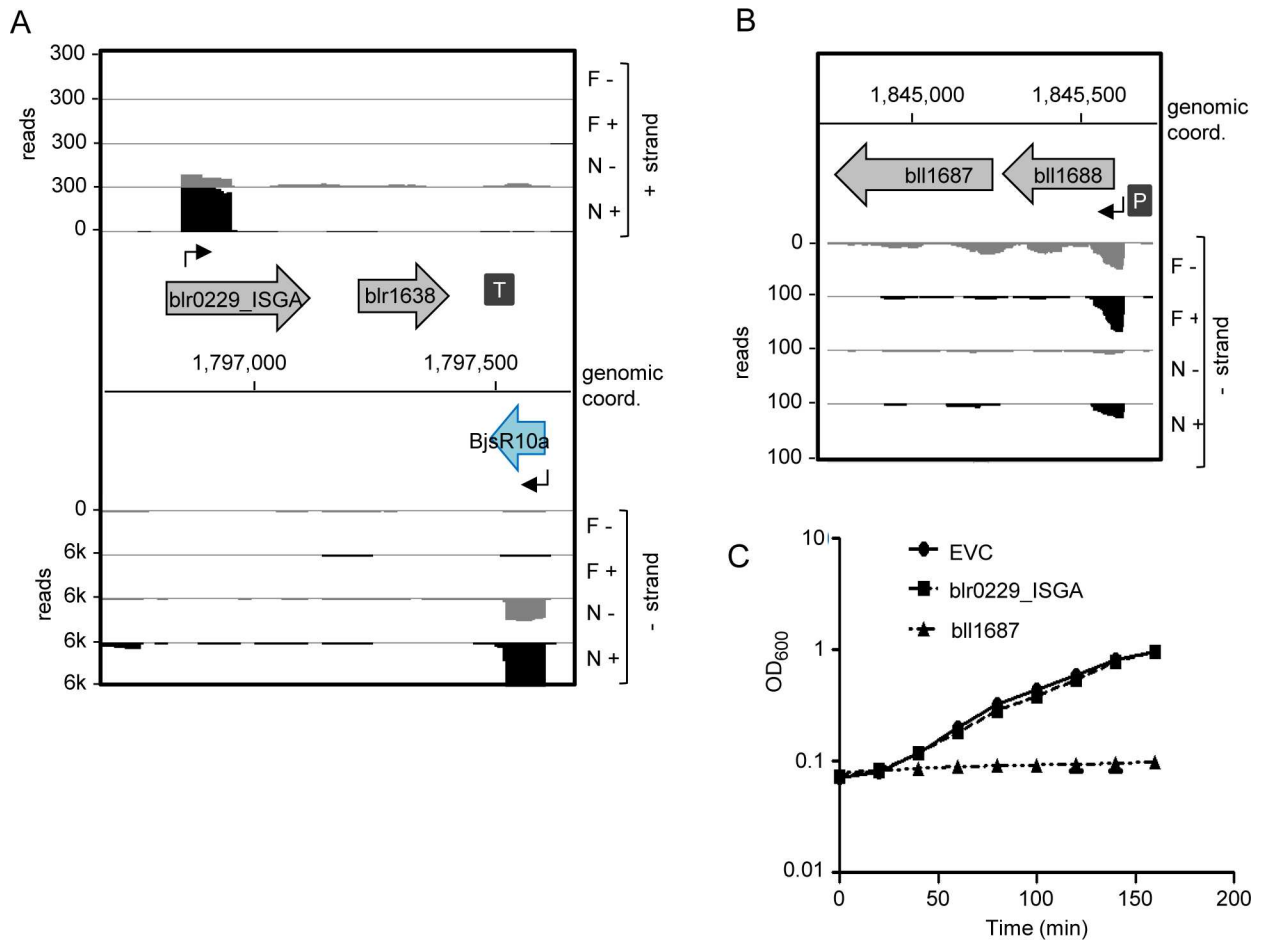 A
300
300
300
300
0
reads
F -
F +
N -
N +
+ strand
blr0229_ISGA
blr1638
T
1,797,000
1,797,500
genomic
coord.
BjsR10a
0
6k
6k
6k
6k
reads
F -
F +
N -
N +
- strand
B
1,845,000
1,845,500
genomic
coord.
bll1687
bll1688
P
0
100
100
100
100
reads
F -
F +
N -
N +
- strand
C
10
1
0.1
0.01
OD600
EVC
blr0229_ISGA
bll1687
0
50
100
150
200
Time (min)